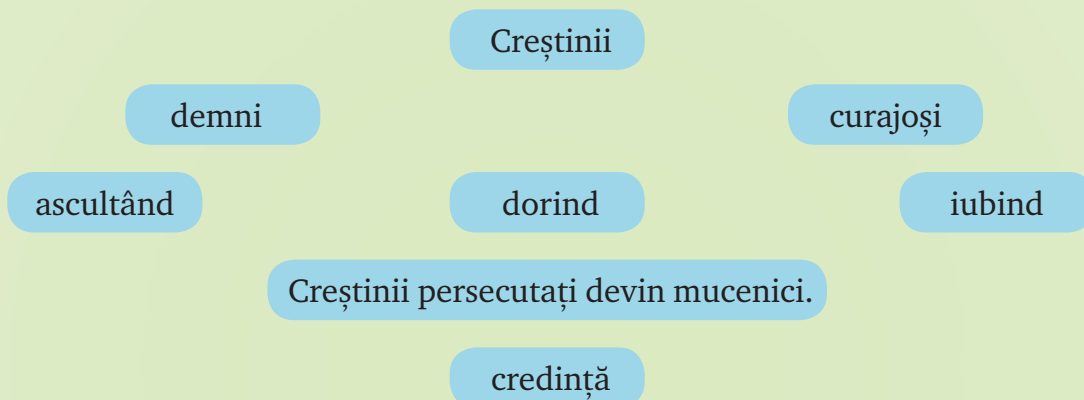 Creștinii
demni curajoși
ascultând dorind iubind
Creștinii persecutați devin mucenici.
credință